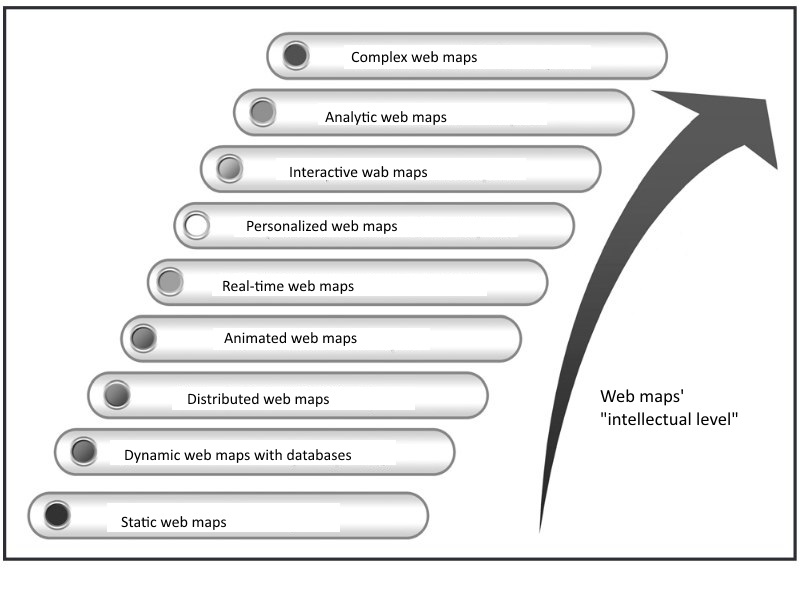 Complex web maps
Analytic web maps
Interactive wab maps
Personalized web maps
Real-time web maps
Animated web maps
Distributed web maps
Dynamic web maps with databases
Static web maps
Web maps'
"intellectual level"